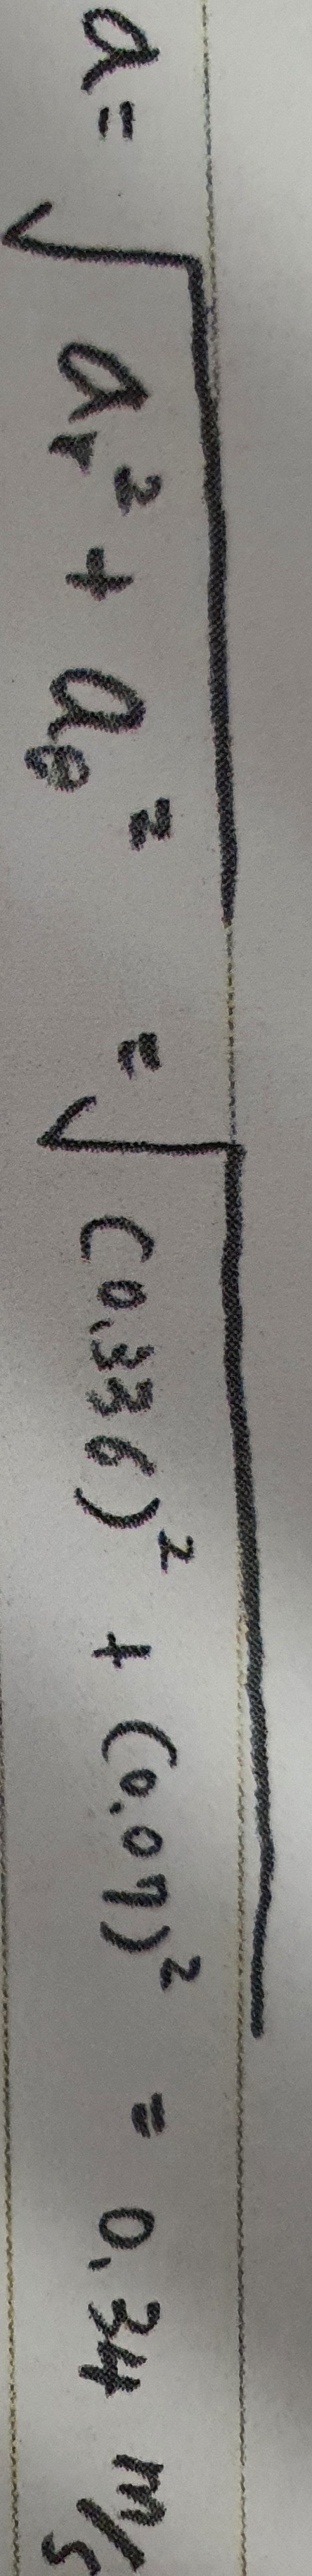 a = √(a_r² + a_θ²) = √((0.336)² + (0.07)²) = 0.34 m/s